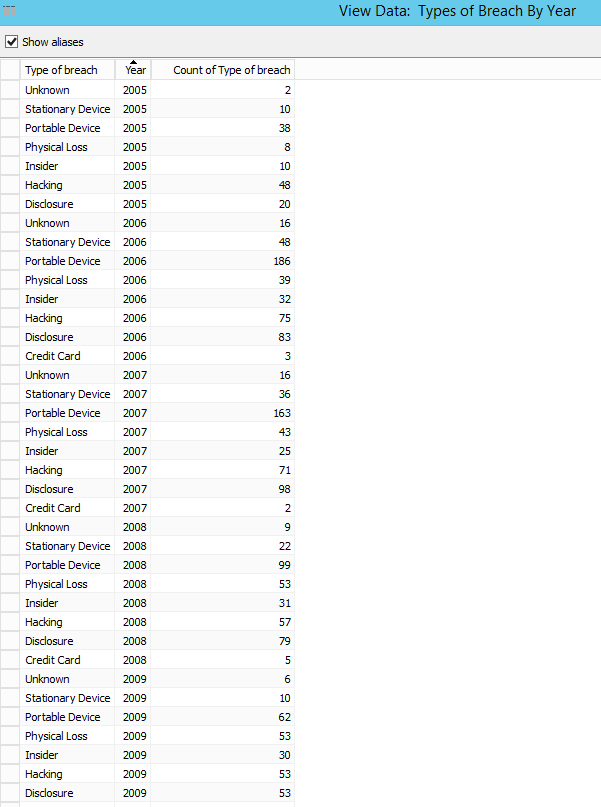 View Data: Types of Breach By Year
Show aliases
Type of breach Year Count of Type of breach
Unknown 2005 2
Stationary Device 2005 10
Portable Device 2005 38
Physical Loss 2005 8
Insider 2005 10
Hacking 2005 48
Disclosure 2005 20
Unknown 2006 16
Stationary Device 2006 48
Portable Device 2006 186
Physical Loss 2006 39
Insider 2006 32
Hacking 2006 75
Disclosure 2006 83
Credit Card 2006 3
Unknown 2007 16
Stationary Device 2007 36
Portable Device 2007 163
Physical Loss 2007 43
Insider 2007 25
Hacking 2007 71
Disclosure 2007 98
Credit Card 2007 2
Unknown 2008 9
Stationary Device 2008 22
Portable Device 2008 99
Physical Loss 2008 53
Insider 2008 31
Hacking 2008 57
Disclosure 2008 79
Credit Card 2008 5
Unknown 2009 6
Stationary Device 2009 10
Portable Device 2009 62
Physical Loss 2009 53
Insider 2009 30
Hacking 2009 53
Disclosure 2009 53